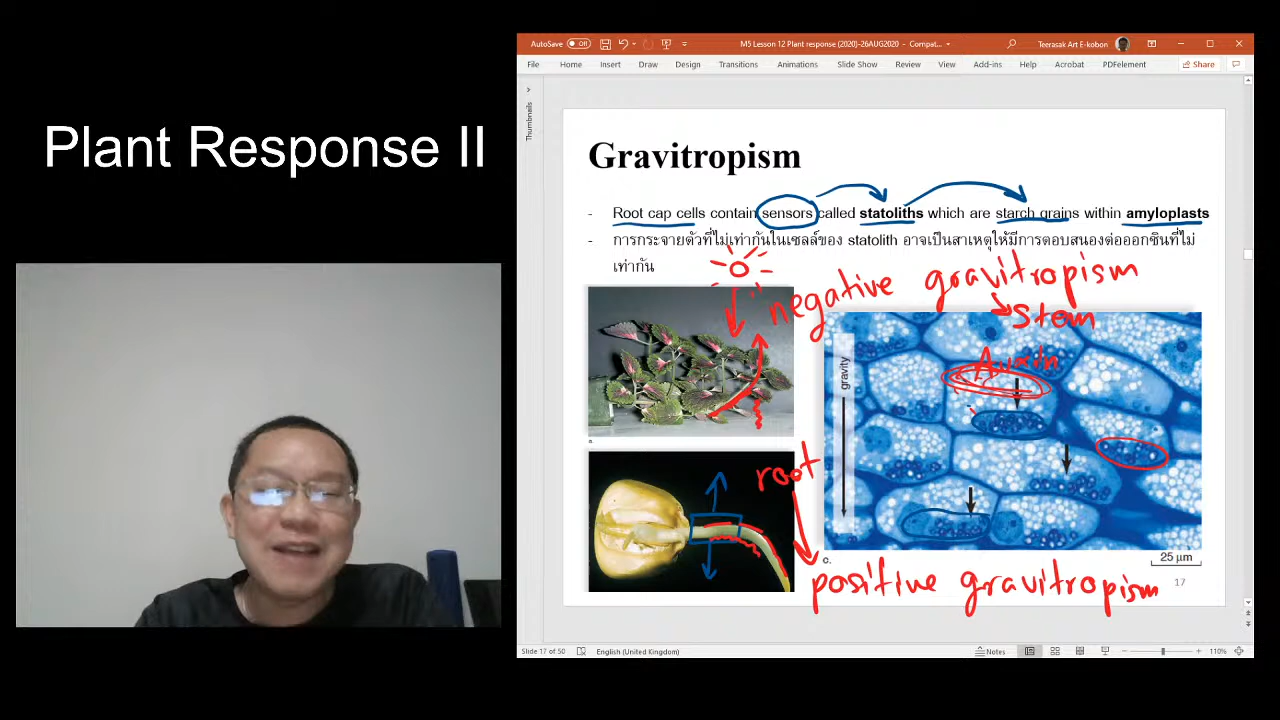 Plant Response II
AutoSave Off
M5 Lesson 12 Plant response (2020)-26AUG2020 - Compat...
Teerasak Art E-kobon
File Home Insert Draw Design Transitions Animations Slide Show Review View Add-ins Help Acrobat PDFelement Share
Thumbnails
Gravitropism
- Root cap cells contain sensors called statoliths which are starch grains within amyloplasts
- การกระจายตัวที่ไม่เท่ากันในเซลล์ของ statolith อาจเป็นสาเหตุให้มีการตอบสนองต่อออกซินที่ไม่
เท่ากัน
negative gravitropism
stem
Auxin
gravity
root
a.
c.
25 µm
positive gravitropism
17
Slide 17 of 50 English (United Kingdom) Notes 110%